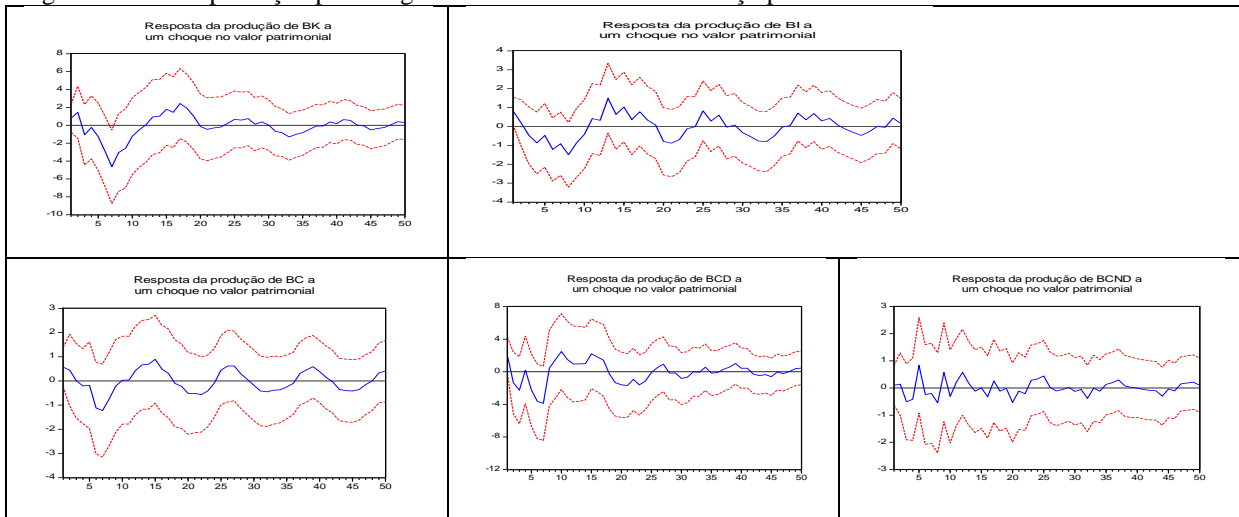 Resposta da produção de BK a
um choque no valor patrimonial
8
6
4
2
0
-2
-4
-6
-8
-10
5 10 15 20 25 30 35 40 45 50
Resposta da produção de BI a
um choque no valor patrimonial
4
3
2
1
0
-1
-2
-3
-4
5 10 15 20 25 30 35 40 45 50
Resposta da produção de BC a
um choque no valor patrimonial
3
2
1
0
-1
-2
-3
-4
5 10 15 20 25 30 35 40 45 50
Resposta da produção de BCD a
um choque no valor patrimonial
8
4
0
-4
-8
-12
5 10 15 20 25 30 35 40 45 50
Resposta da produção de BCND a
um choque no valor patrimonial
3
2
1
0
-1
-2
-3
5 10 15 20 25 30 35 40 45 50